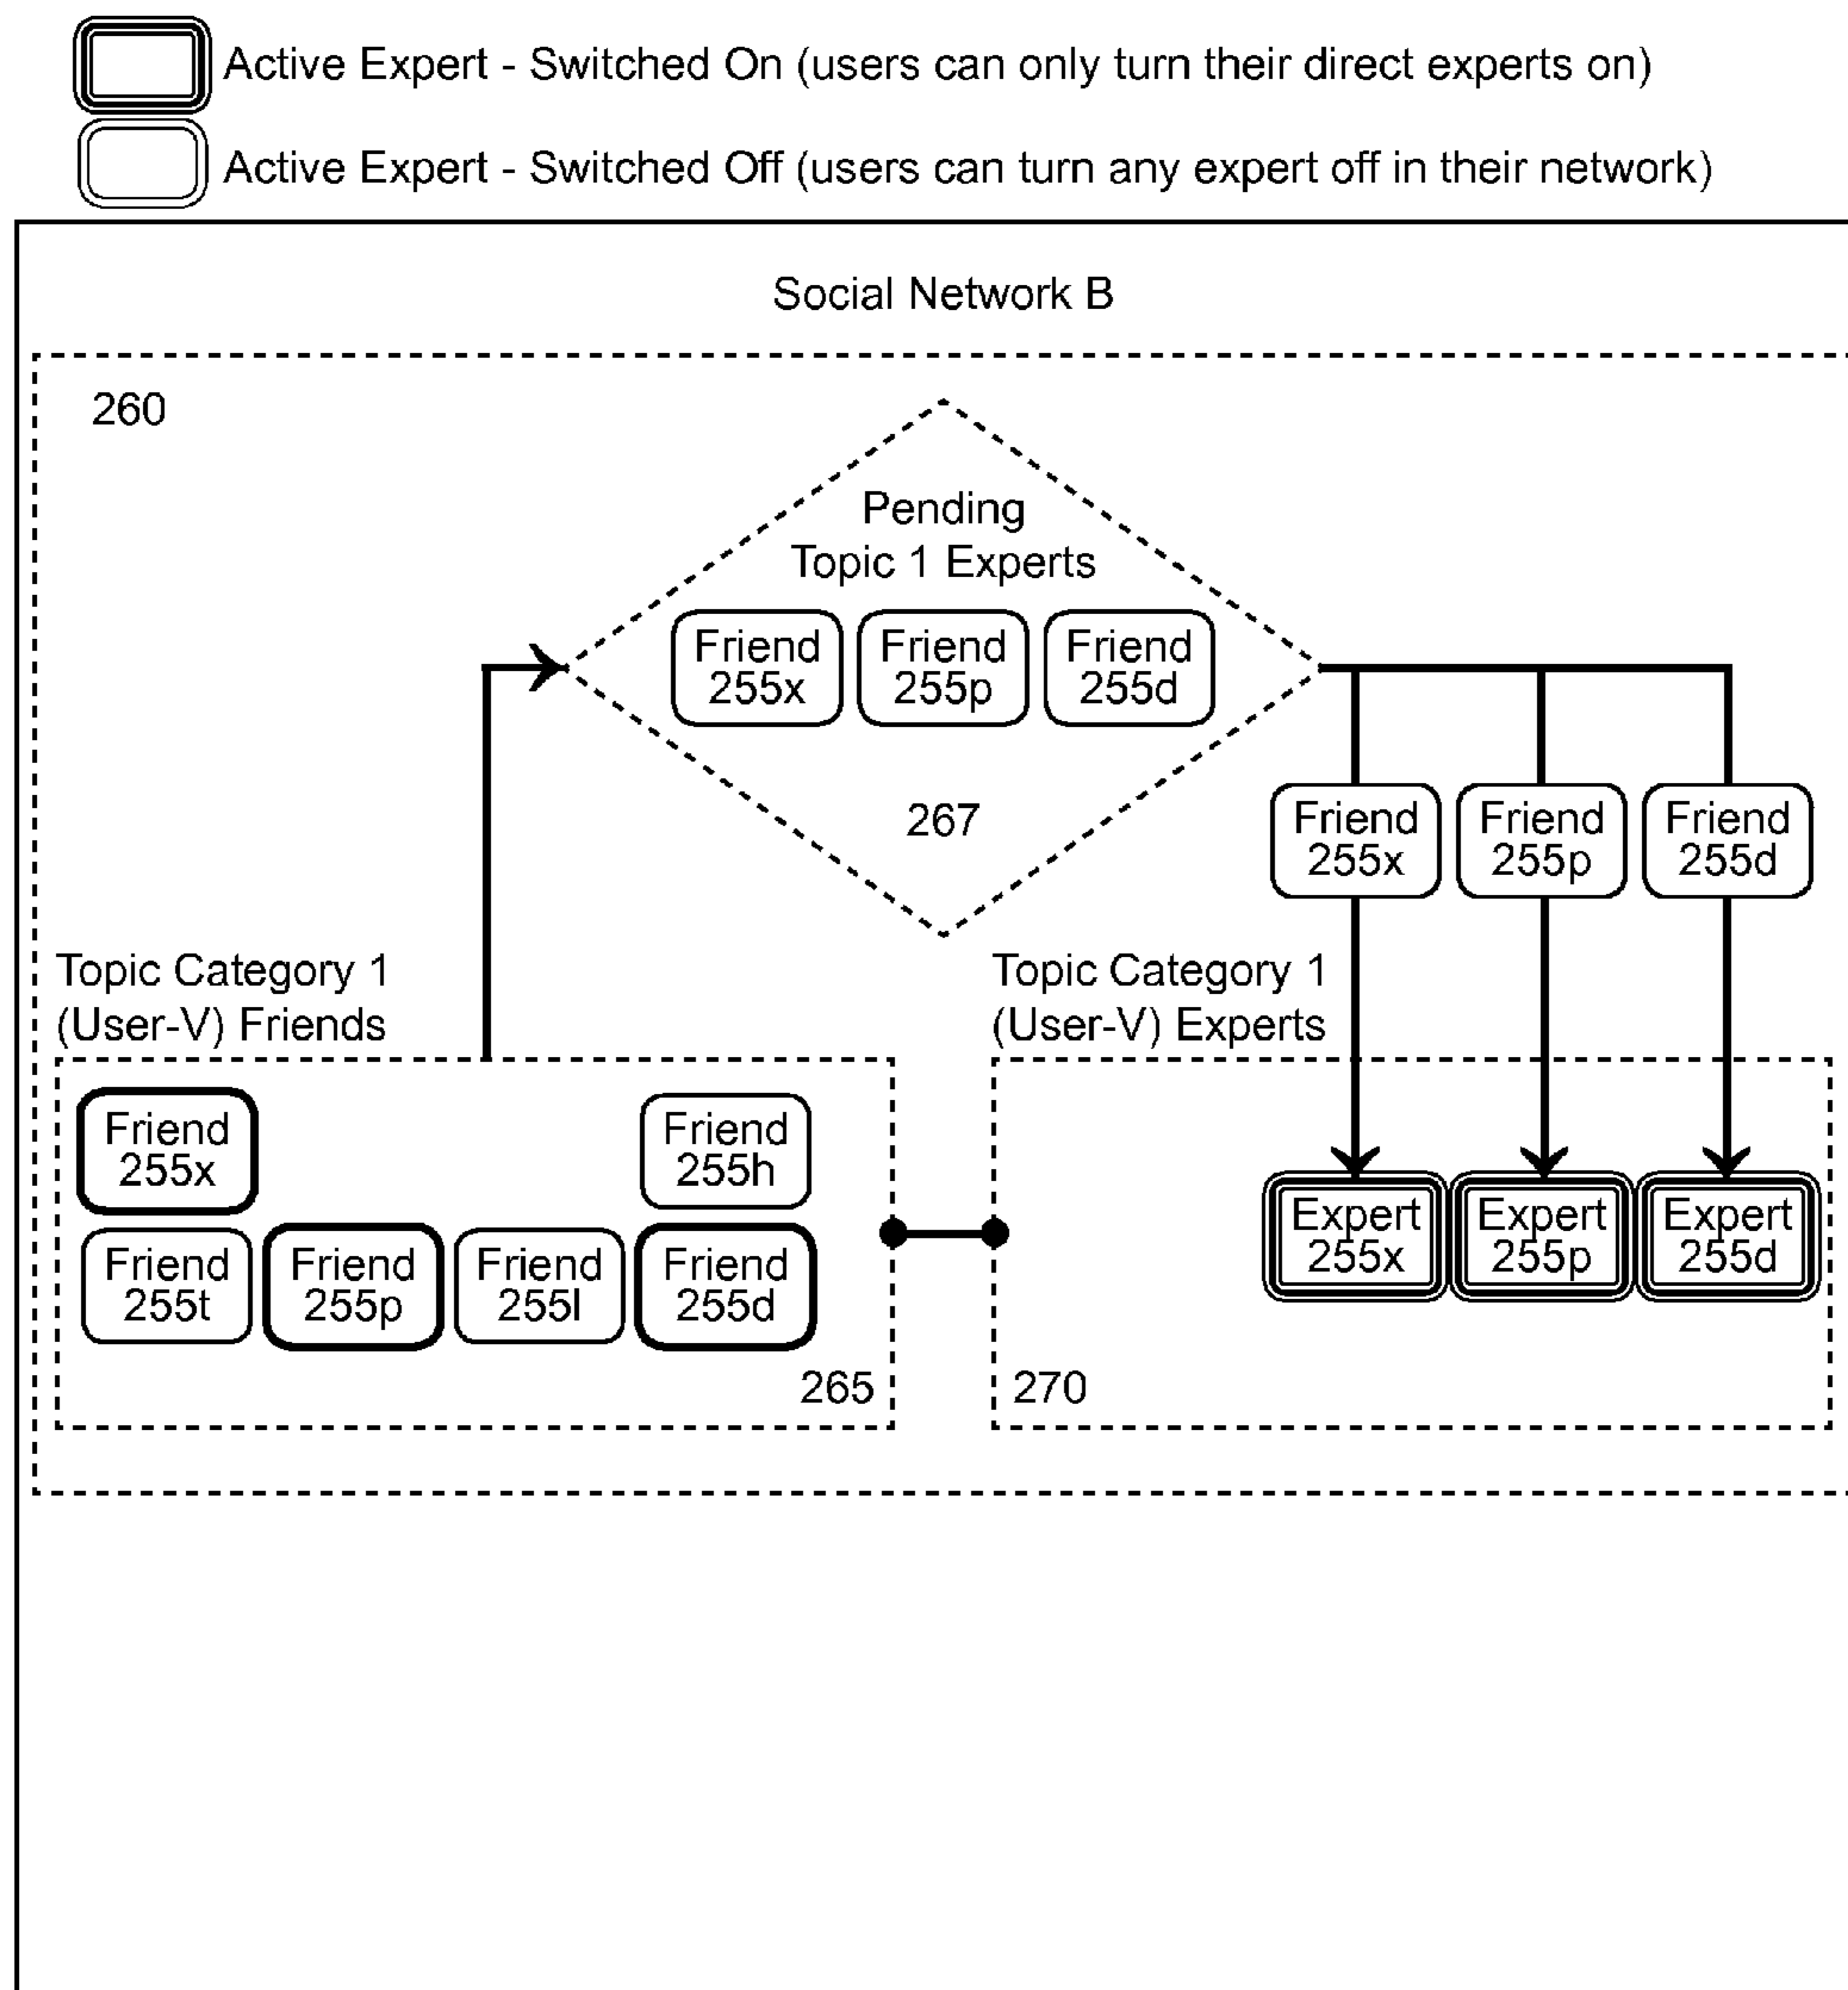 Active Expert - Switched On (users can only turn their direct experts on)
Active Expert - Switched Off (users can turn any expert off in their network)
Social Network B
260
Pending
Topic 1 Experts
Friend
255x
Friend
255p
Friend
255d
267
Friend
255x
Friend
255p
Friend
255d
Topic Category 1
(User-V) Friends
Friend
255x
Friend
255h
Friend
255t
Friend
255p
Friend
255l
Friend
255d
265
Topic Category 1
(User-V) Experts
Expert
255x
Expert
255p
Expert
255d
270